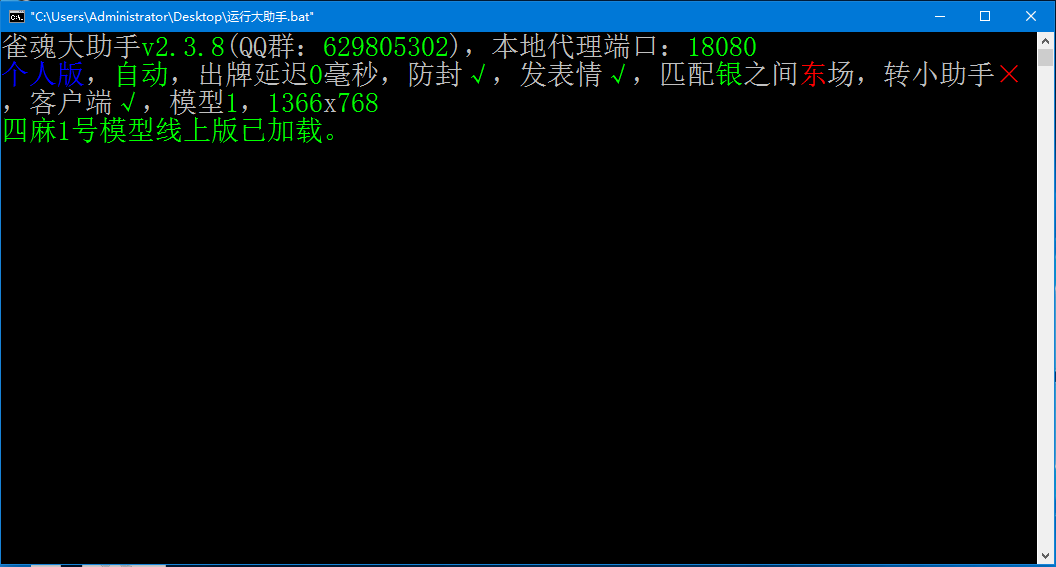 "C:\Users\Administrator\Desktop\运行大助手.bat"
雀魂大助手v2.3.8(QQ群：629805302)，本地代理端口：18080
个人版，自动，出牌延迟0毫秒，防封√，发表情√，匹配银之间东场，转小助手×
，客户端√，模型1，1366x768
四麻1号模型线上版已加载。